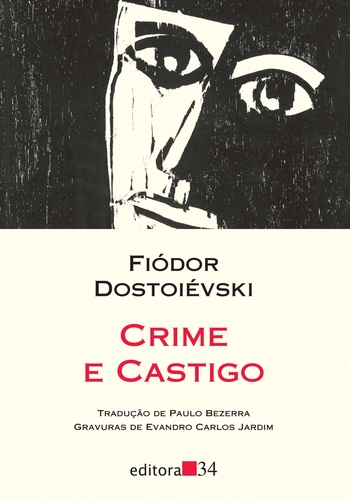 FIÓDOR
DOSTOIÉVSKI
CRIME
E CASTIGO
TRADUÇÃO DE PAULO BEZERRA
GRAVURAS DE EVANDRO CARLOS JARDIM
editora 34